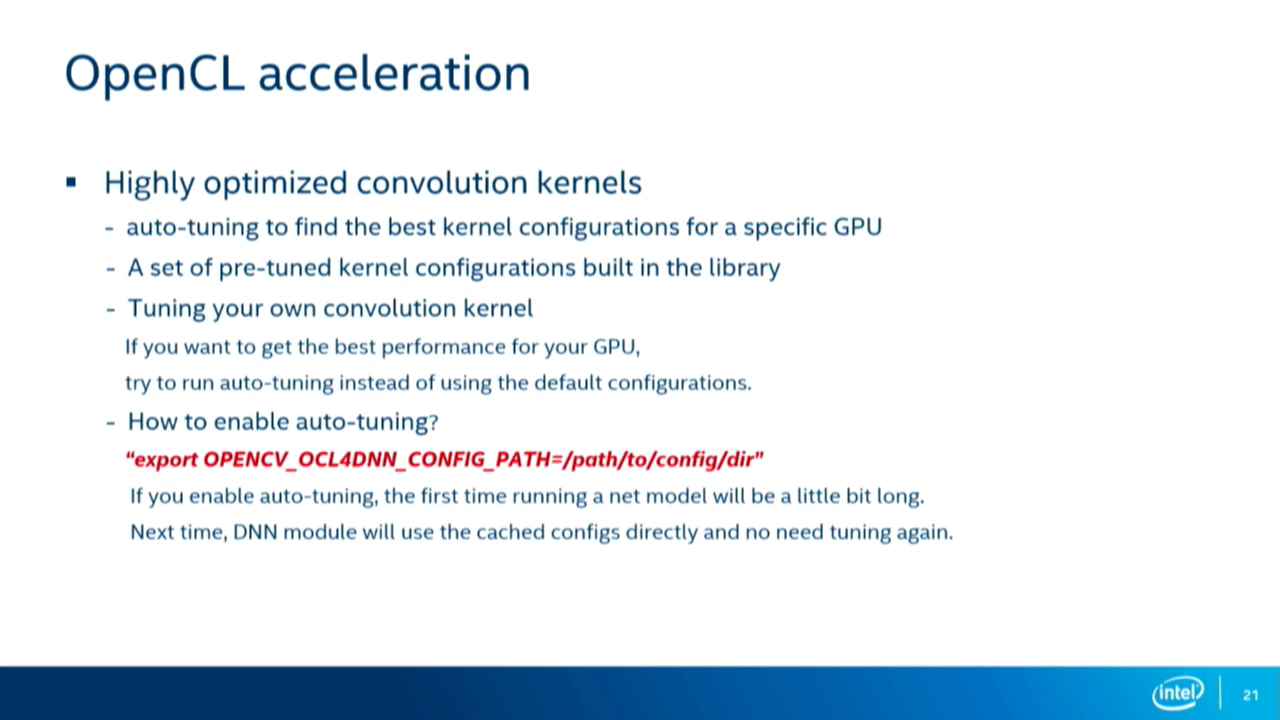 OpenCL acceleration
▪ Highly optimized convolution kernels
- auto-tuning to find the best kernel configurations for a specific GPU
- A set of pre-tuned kernel configurations built in the library
- Tuning your own convolution kernel
If you want to get the best performance for your GPU,
try to run auto-tuning instead of using the default configurations.
- How to enable auto-tuning?
“export OPENCV_OCL4DNN_CONFIG_PATH=/path/to/config/dir”
If you enable auto-tuning, the first time running a net model will be a little bit long.
Next time, DNN module will use the cached configs directly and no need tuning again.
intel
21